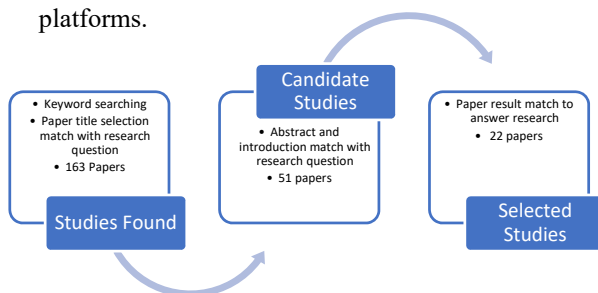 platforms.
• Keyword searching
• Paper title selection
match with research
question
• 163 Papers
Studies Found
Candidate
Studies
• Abstract and
introduction match with
research question
• 51 papers
• Paper result match to
answer research
• 22 papers
Selected
Studies